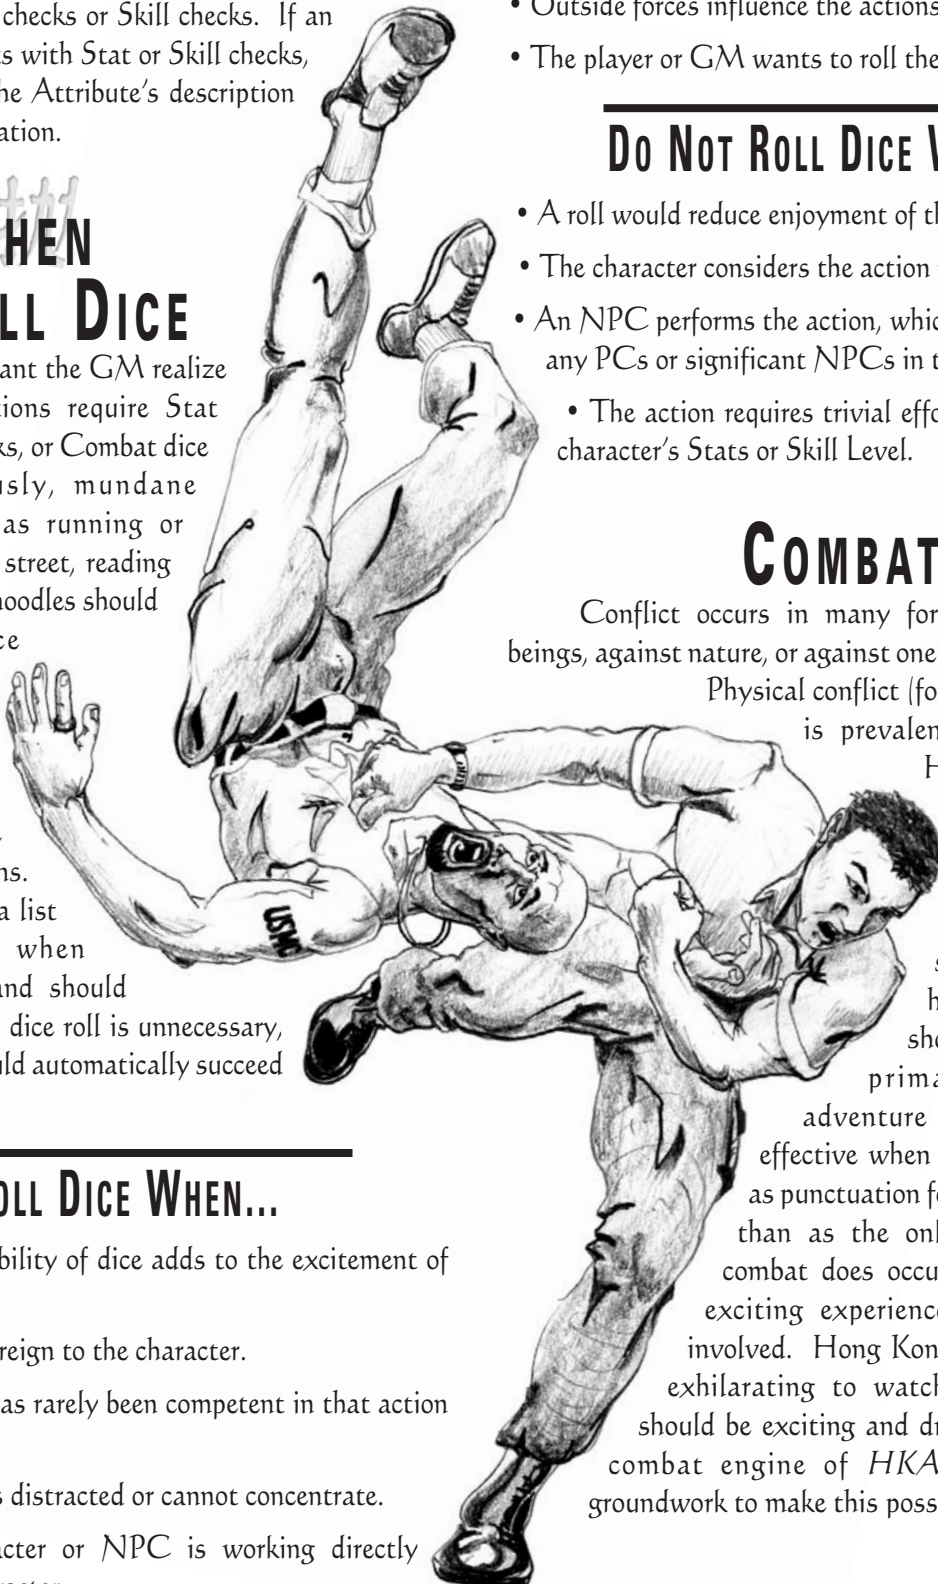 checks or Skill checks. If an
with Stat or Skill checks,
he Attribute's description
ation.
HEN
LL DICE
ant the GM realize
tions require Stat
ks, or Combat dice
usly, mundane
as running or
street, reading
noodles should
ce
ns.
a list
when
and should
dice roll is unnecessary,
uld automatically succeed
OLL DICE WHEN...
bility of dice adds to the excitement of
reign to the character.
as rarely been competent in that action
s distracted or cannot concentrate.
acter or NPC is working directly
• Outside forces influence the actions
• The player or GM wants to roll the
DO NOT ROLL DICE W
• A roll would reduce enjoyment of th
• The character considers the action
• An NPC performs the action, whic
any PCs or significant NPCs in t
• The action requires trivial effo
character's Stats or Skill Level.
COMBAT
Conflict occurs in many for
beings, against nature, or against one
Physical conflict (fo
is prevalen
H
s
h
sho
prima
adventure
effective when
as punctuation fo
than as the onl
combat does occu
exciting experience
involved. Hong Kon
exhilarating to watch
should be exciting and dr
combat engine of HKA
groundwork to make this poss
USMC